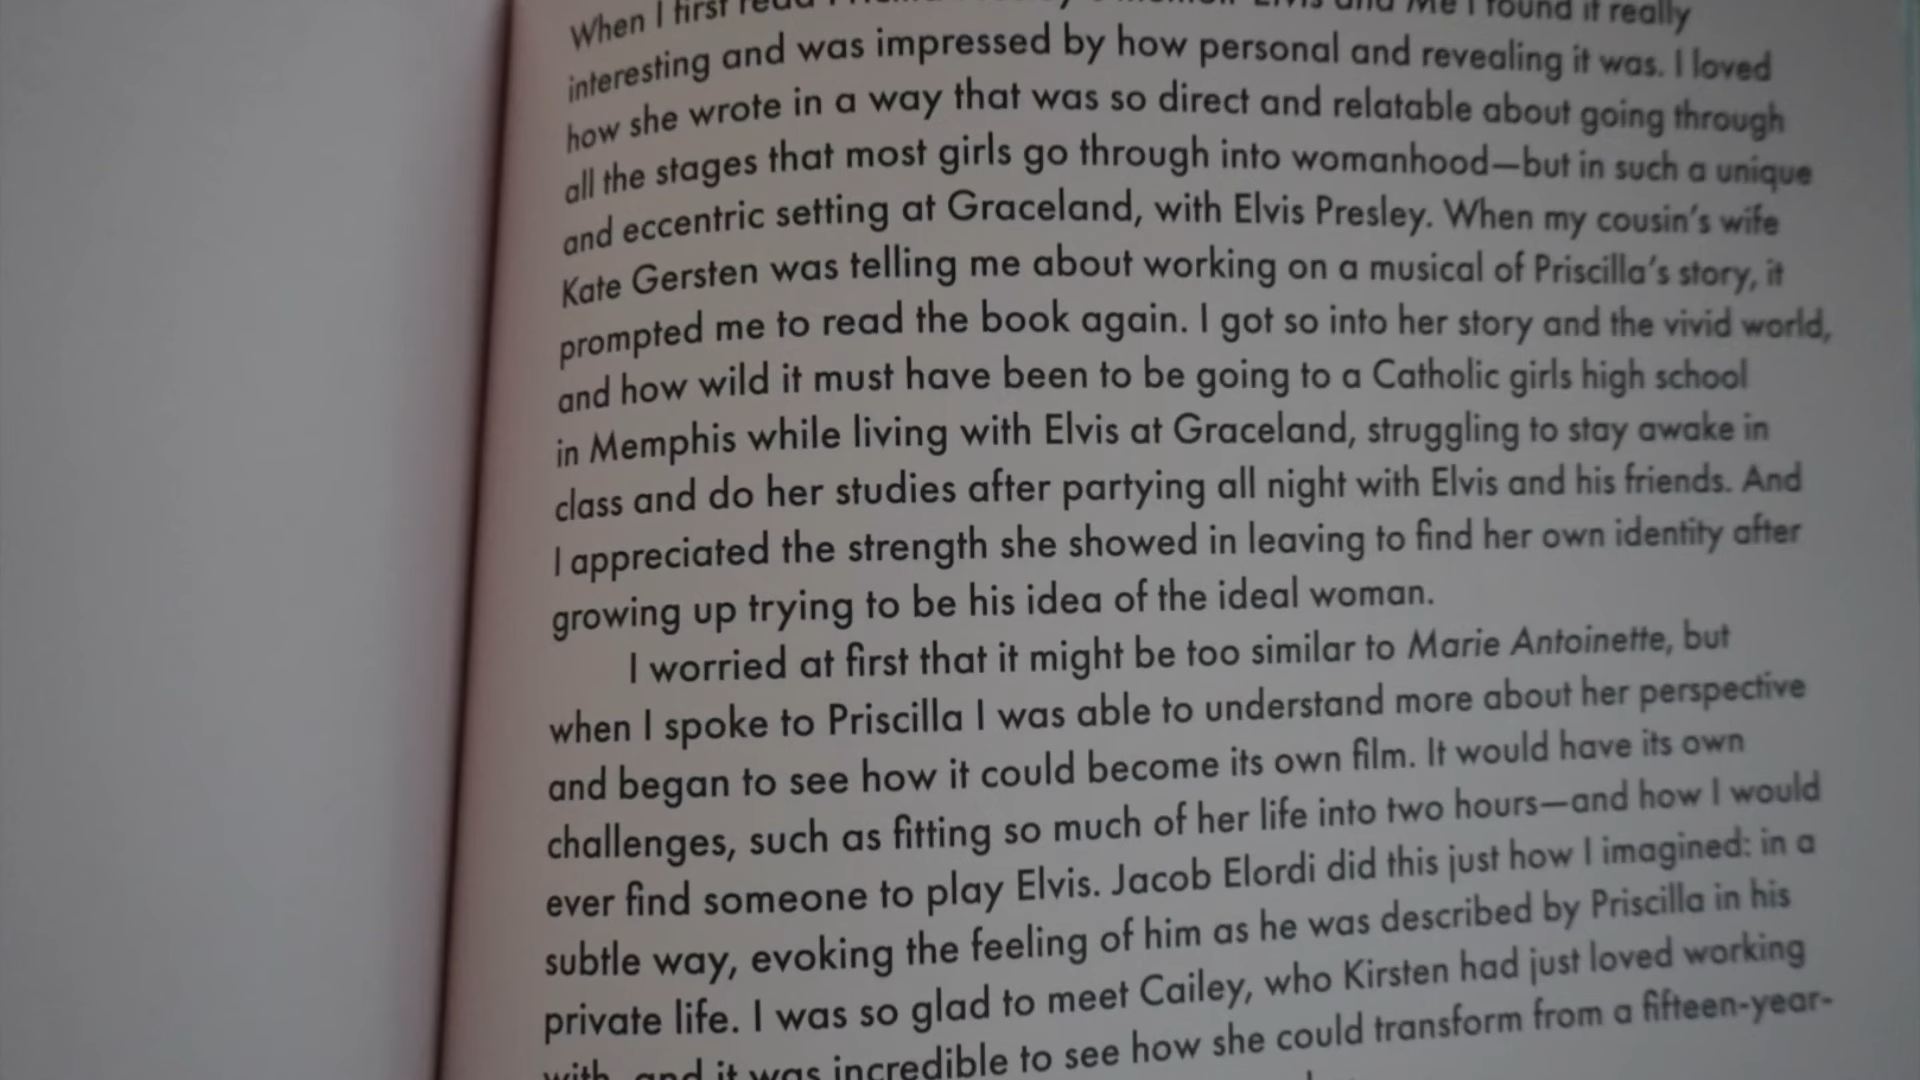 When I first read Elvis and Me I found it really
interesting and was impressed by how personal and revealing it was. I loved
how she wrote in a way that was so direct and relatable about going through
all the stages that most girls go through into womanhood—but in such a unique
and eccentric setting at Graceland, with Elvis Presley. When my cousin's wife
Kate Gersten was telling me about working on a musical of Priscilla's story, it
prompted me to read the book again. I got so into her story and the vivid world,
and how wild it must have been to be going to a Catholic girls high school
in Memphis while living with Elvis at Graceland, struggling to stay awake in
class and do her studies after partying all night with Elvis and his friends. And
I appreciated the strength she showed in leaving to find her own identity after
growing up trying to be his idea of the ideal woman.
I worried at first that it might be too similar to Marie Antoinette, but
when I spoke to Priscilla I was able to understand more about her perspective
and began to see how it could become its own film. It would have its own
challenges, such as fitting so much of her life into two hours—and how I would
ever find someone to play Elvis. Jacob Elordi did this just how I imagined: in a
subtle way, evoking the feeling of him as he was described by Priscilla in his
private life. I was so glad to meet Cailey, who Kirsten had just loved working
with, and it was incredible to see how she could transform from a fifteen-year-